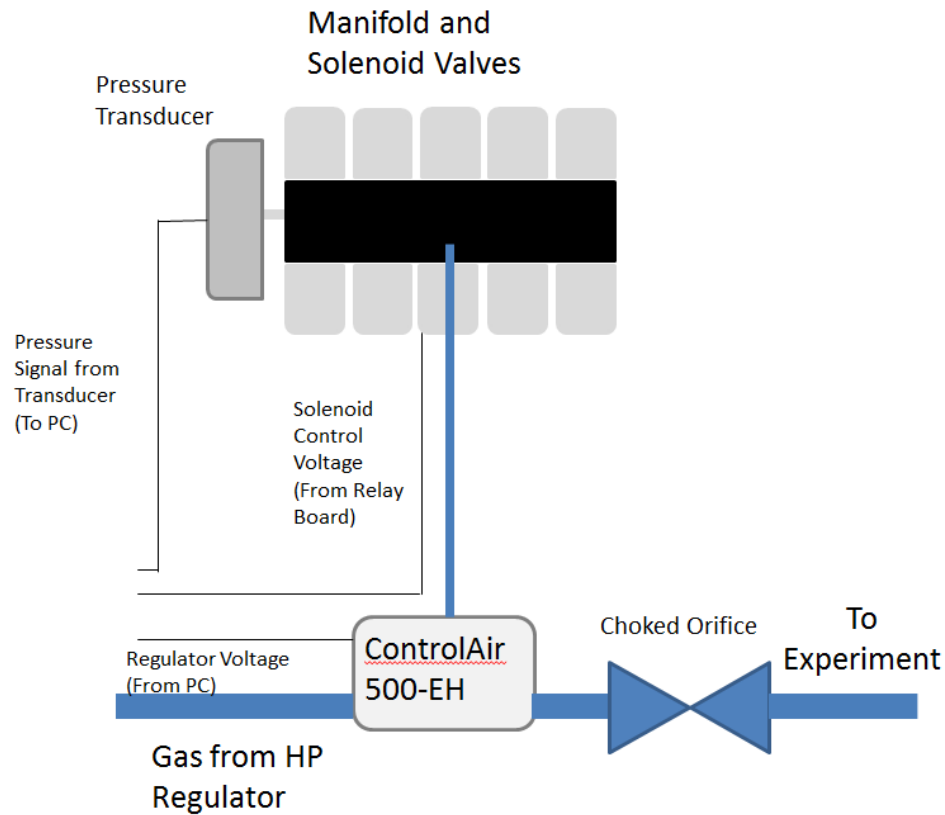 Manifold and
Solenoid Valves
Pressure
Transducer
Pressure
Signal from
Transducer
(To PC)
Solenoid
Control
Voltage
(From Relay
Board)
Regulator Voltage
(From PC)
ControlAir
500-EH
Choked Orifice
To
Experiment
Gas from HP
Regulator